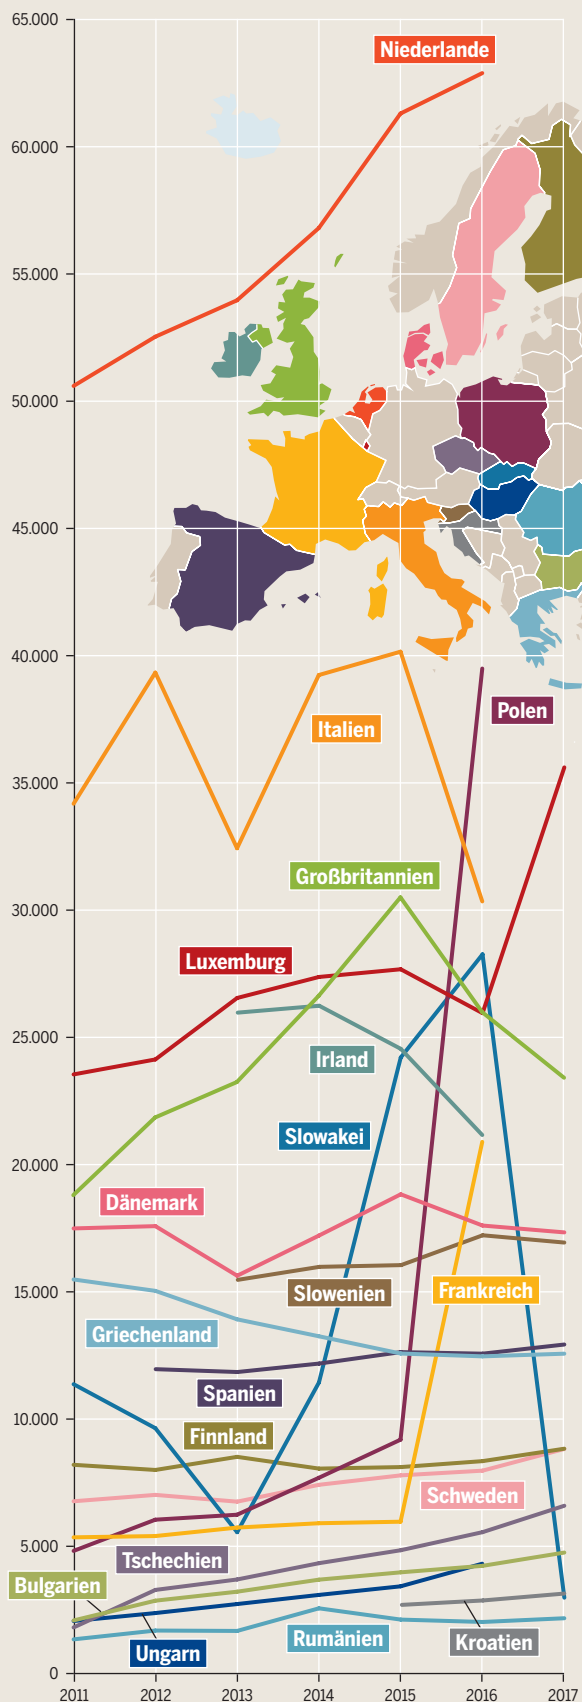 65.000
Niederlande
60.000
55.000
50.000
45.000
40.000
Polen
Italien
35.000
Großbritannien
30.000
Luxemburg
25.000
Irland
Slowakei
20.000
Dänemark
Slowenien
Frankreich
15.000
Griechenland
Spanien
10.000
Finnland
Schweden
5.000
Tschechien
Bulgarien
Rumänien
Kroatien
Ungarn
0
2011 2012 2013 2014 2015 2016 2017